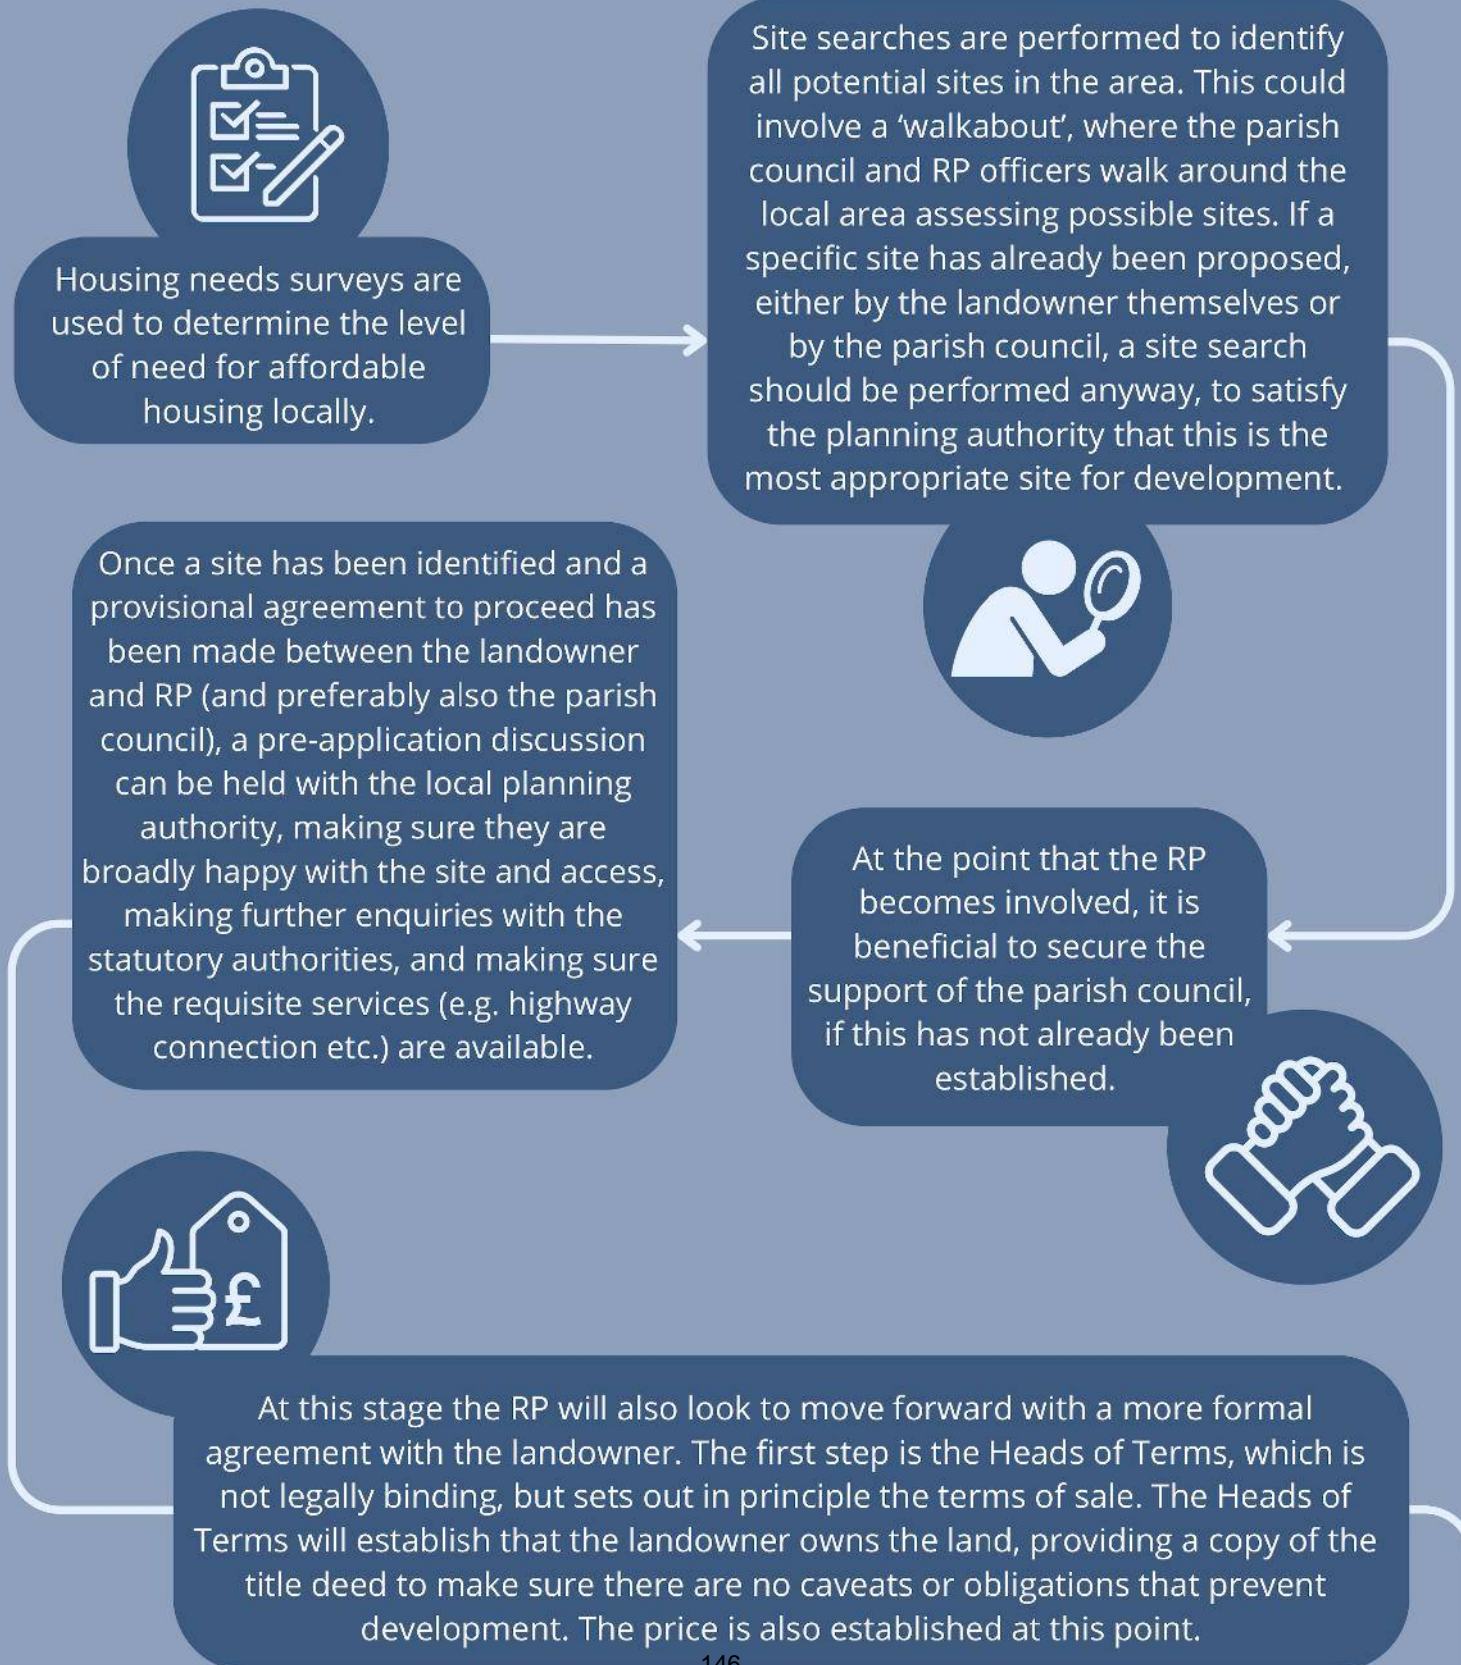 Housing needs surveys are
used to determine the level
of need for affordable
housing locally.
Site searches are performed to identify
all potential sites in the area. This could
involve a ‘walkabout’, where the parish
council and RP officers walk around the
local area assessing possible sites. If a
specific site has already been proposed,
either by the landowner themselves or
by the parish council, a site search
should be performed anyway, to satisfy
the planning authority that this is the
most appropriate site for development.
At the point that the RP
becomes involved, it is
beneficial to secure the
support of the parish council,
if this has not already been
established.
Once a site has been identified and a
provisional agreement to proceed has
been made between the landowner
and RP (and preferably also the parish
council), a pre-application discussion
can be held with the local planning
authority, making sure they are
broadly happy with the site and access,
making further enquiries with the
statutory authorities, and making sure
the requisite services (e.g. highway
connection etc.) are available.
£
At this stage the RP will also look to move forward with a more formal
agreement with the landowner. The first step is the Heads of Terms, which is
not legally binding, but sets out in principle the terms of sale. The Heads of
Terms will establish that the landowner owns the land, providing a copy of the
title deed to make sure there are no caveats or obligations that prevent
development. The price is also established at this point.
146